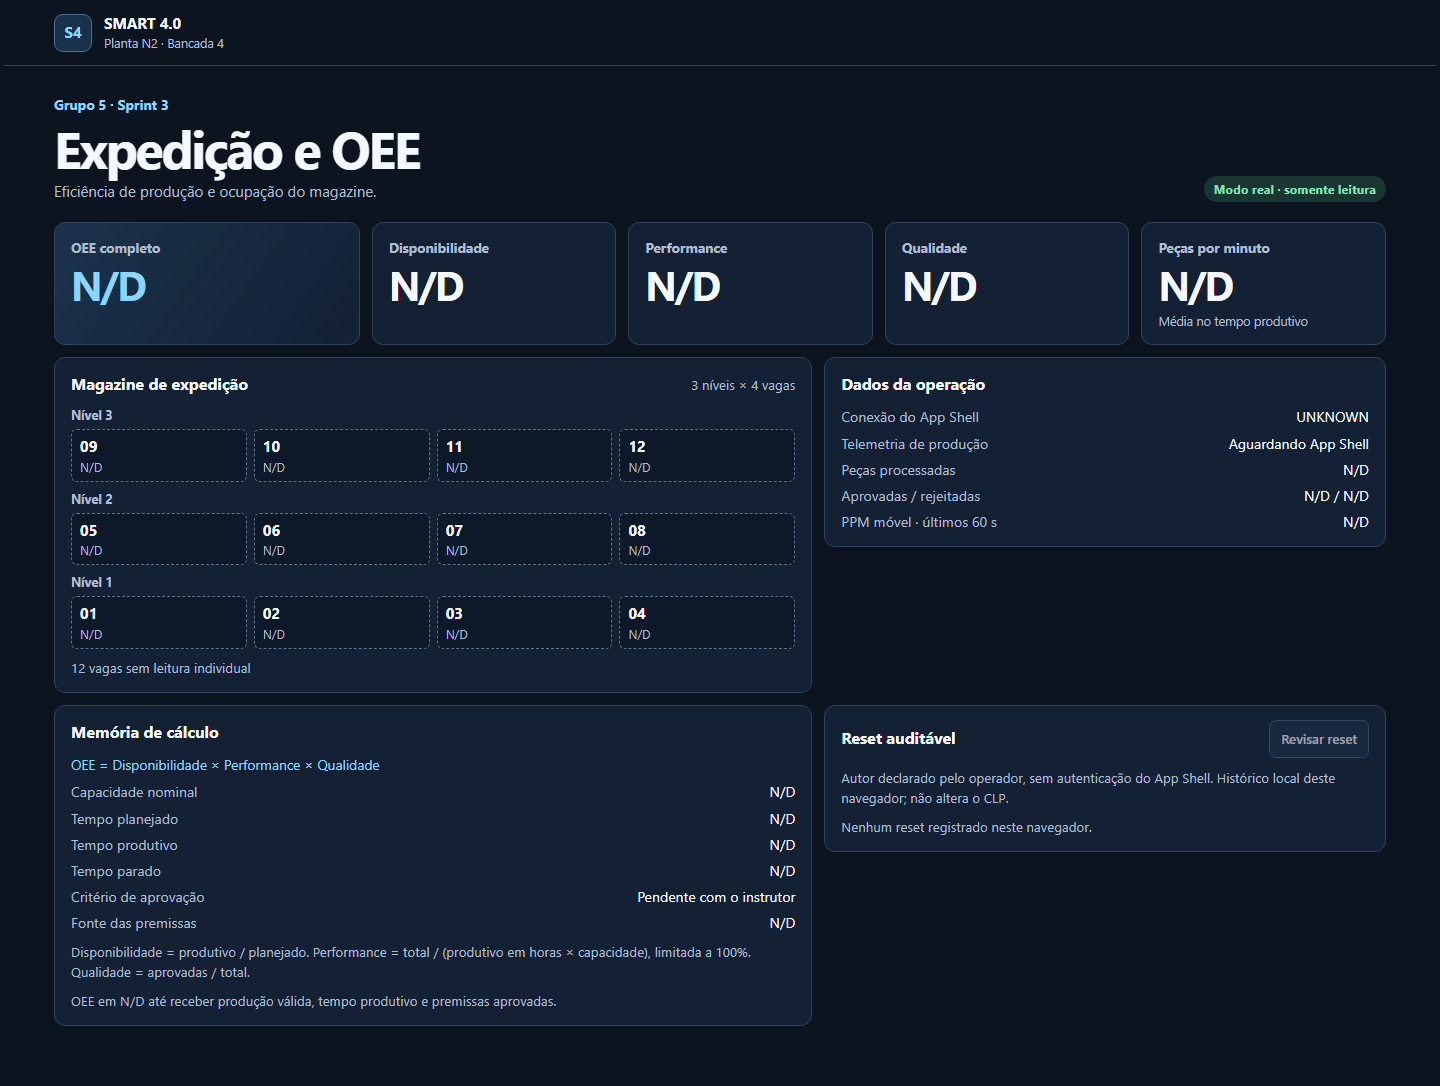 S4
SMART 4.0
Planta N2 · Bancada 4
Grupo 5 · Sprint 3
Expedição e OEE
Eficiência de produção e ocupação do magazine.
Modo real · somente leitura
OEE completo
N/D
Disponibilidade
N/D
Performance
N/D
Qualidade
N/D
Peças por minuto
N/D
Média no tempo produtivo
Magazine de expedição
3 níveis × 4 vagas
Nível 3
09
N/D
10
N/D
11
N/D
12
N/D
Nível 2
05
N/D
06
N/D
07
N/D
08
N/D
Nível 1
01
N/D
02
N/D
03
N/D
04
N/D
12 vagas sem leitura individual
Dados da operação
Conexão do App Shell UNKNOWN
Telemetria de produção Aguardando App Shell
Peças processadas N/D
Aprovadas / rejeitadas N/D / N/D
PPM móvel · últimos 60 s N/D
Memória de cálculo
OEE = Disponibilidade × Performance × Qualidade
Capacidade nominal N/D
Tempo planejado N/D
Tempo produtivo N/D
Tempo parado N/D
Critério de aprovação Pendente com o instrutor
Fonte das premissas N/D
Disponibilidade = produtivo / planejado. Performance = total / (produtivo em horas × capacidade), limitada a 100%.
Qualidade = aprovadas / total.
OEE em N/D até receber produção válida, tempo produtivo e premissas aprovadas.
Reset auditável
Revisar reset
Autor declarado pelo operador, sem autenticação do App Shell. Histórico local deste
navegador; não altera o CLP.
Nenhum reset registrado neste navegador.